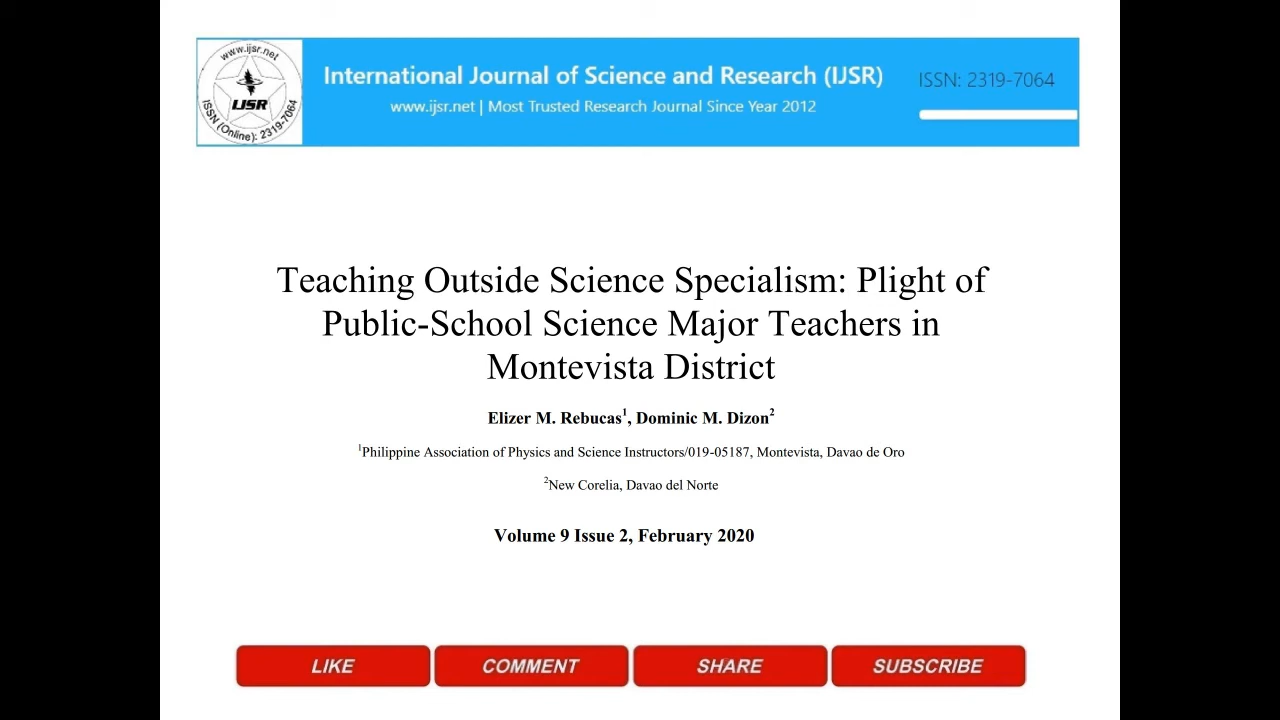 www.ijsr.net
IJSR
ISSN (Online): 2319-7064
International Journal of Science and Research (IJSR)
www.ijsr.net | Most Trusted Research Journal Since Year 2012
ISSN: 2319-7064
Teaching Outside Science Specialism: Plight of
Public-School Science Major Teachers in
Montevista District
Elizer M. Rebucas¹, Dominic M. Dizon²
¹Philippine Association of Physics and Science Instructors/019-05187, Montevista, Davao de Oro
²New Corelia, Davao del Norte
Volume 9 Issue 2, February 2020
LIKE COMMENT SHARE SUBSCRIBE